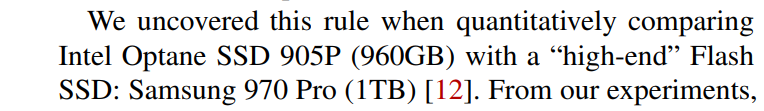 We uncovered this rule when quantitatively comparing
Intel Optane SSD 905P (960GB) with a “high-end” Flash
SSD: Samsung 970 Pro (1TB) [12]. From our experiments,